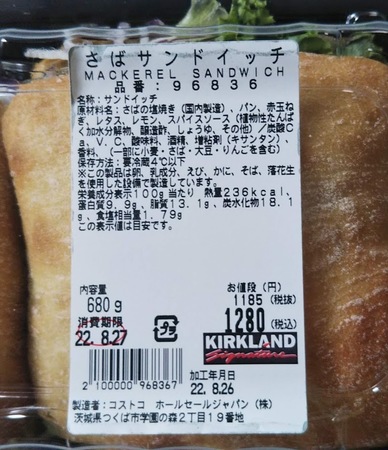 さばサンドイッチ
MACKEREL SANDWICH
品番：96836
名称：サンドイッチ
原材料名：さばの塩焼き（国内製造）、パン、赤玉ね
ぎ、レタス、レモン、スパイスソース（植物性たんぱ
く加水分解物、醸造酢、しょうゆ、その他）／炭酸C
a、V．C、酸味料、酒精、増粘剤（キサンタン）、
香料、（一部に小麦・さば・大豆・りんごを含む）
保存方法：要冷蔵4℃以下
※この製品は卵、乳成分、えび、かに、そば、落花生
を使用した設備で製造しています。
栄養成分表示100g当たり 熱量236kcal、
蛋白質9．9g、脂質13．1g、炭水化物18．1
g、食塩相当量1．79g
この表示値は目安です。
内容量
680g
消費期限
22.8.27
お値段（円）
1185（税抜）
1280（税込）
プラ
KIRKLAND
Signature
2100000968367
加工年月日
22.8.26
製造者：コストコ ホールセールジャパン（株）
茨城県つくば市学園の森2丁目19番地